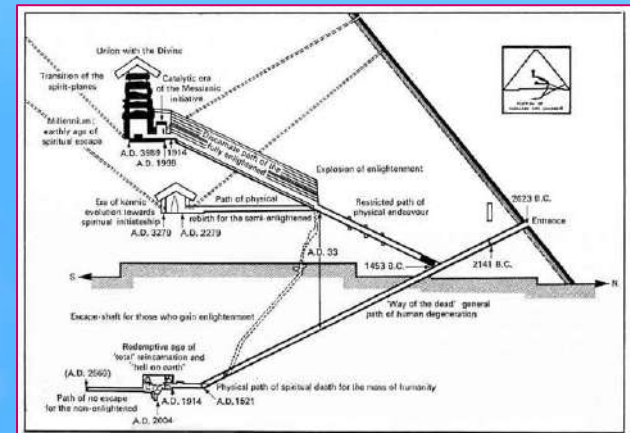 Union with the Divine
Transition of the
spirit-planes
Catalytic era
of the Messianic
initiative
Millennium:
earthly age of
spiritual escape
A.D. 3989
1914
A.D. 1999
Discarnate path of the
fully enlightened
Explosion of enlightenment
Era of karmic
evolution towards
spiritual initiateship
Path of physical
rebirth for the semi-enlightened
Restricted path of
physical endeavour
2623 B.C.
Entrance
A.D. 3279
A.D. 2279
A.D. 33
1453 B.C.
2141 B.C.
S
N
'Way of the dead' general
path of human degeneration
Escape-shaft for those who gain enlightenment
Redemptive age of
'total' reincarnation and
'hell on earth'
(A.D. 2560)
Physical path of spiritual death for the mass of humanity
Path of no escape
for the non-enlightened
A.D. 1914
A.D. 1521
A.D. 2004